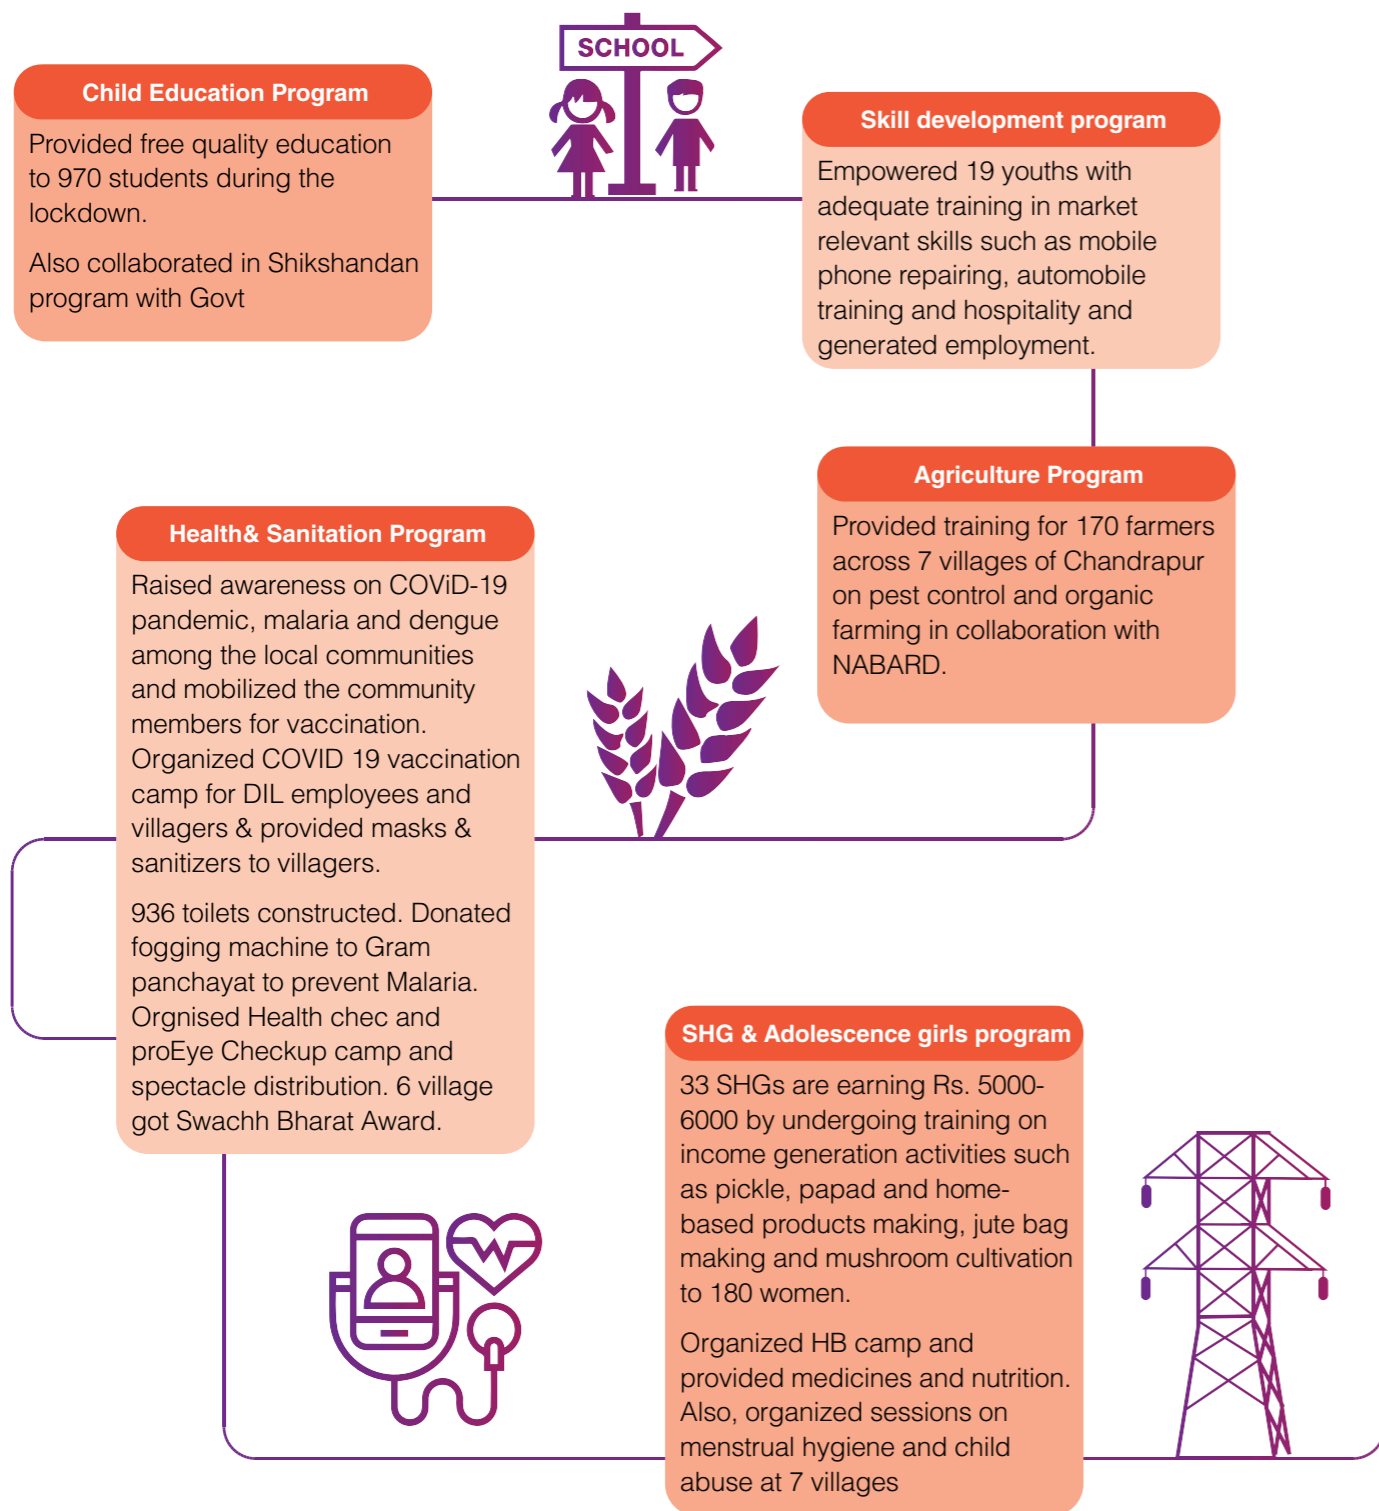 SCHOOL
Child Education Program
Provided free quality education
to 970 students during the
lockdown.
Also collaborated in Shikshandan
program with Govt
Skill development program
Empowered 19 youths with
adequate training in market
relevant skills such as mobile
phone repairing, automobile
training and hospitality and
generated employment.
Agriculture Program
Provided training for 170 farmers
across 7 villages of Chandrapur
on pest control and organic
farming in collaboration with
NABARD.
Health& Sanitation Program
Raised awareness on COViD-19
pandemic, malaria and dengue
among the local communities
and mobilized the community
members for vaccination.
Organized COVID 19 vaccination
camp for DIL employees and
villagers & provided masks &
sanitizers to villagers.
936 toilets constructed. Donated
fogging machine to Gram
panchayat to prevent Malaria.
Orgnised Health chec and
proEye Checkup camp and
spectacle distribution. 6 village
got Swachh Bharat Award.
SHG & Adolescence girls program
33 SHGs are earning Rs. 5000-
6000 by undergoing training on
income generation activities such
as pickle, papad and home-
based products making, jute bag
making and mushroom cultivation
to 180 women.
Organized HB camp and
provided medicines and nutrition.
Also, organized sessions on
menstrual hygiene and child
abuse at 7 villages